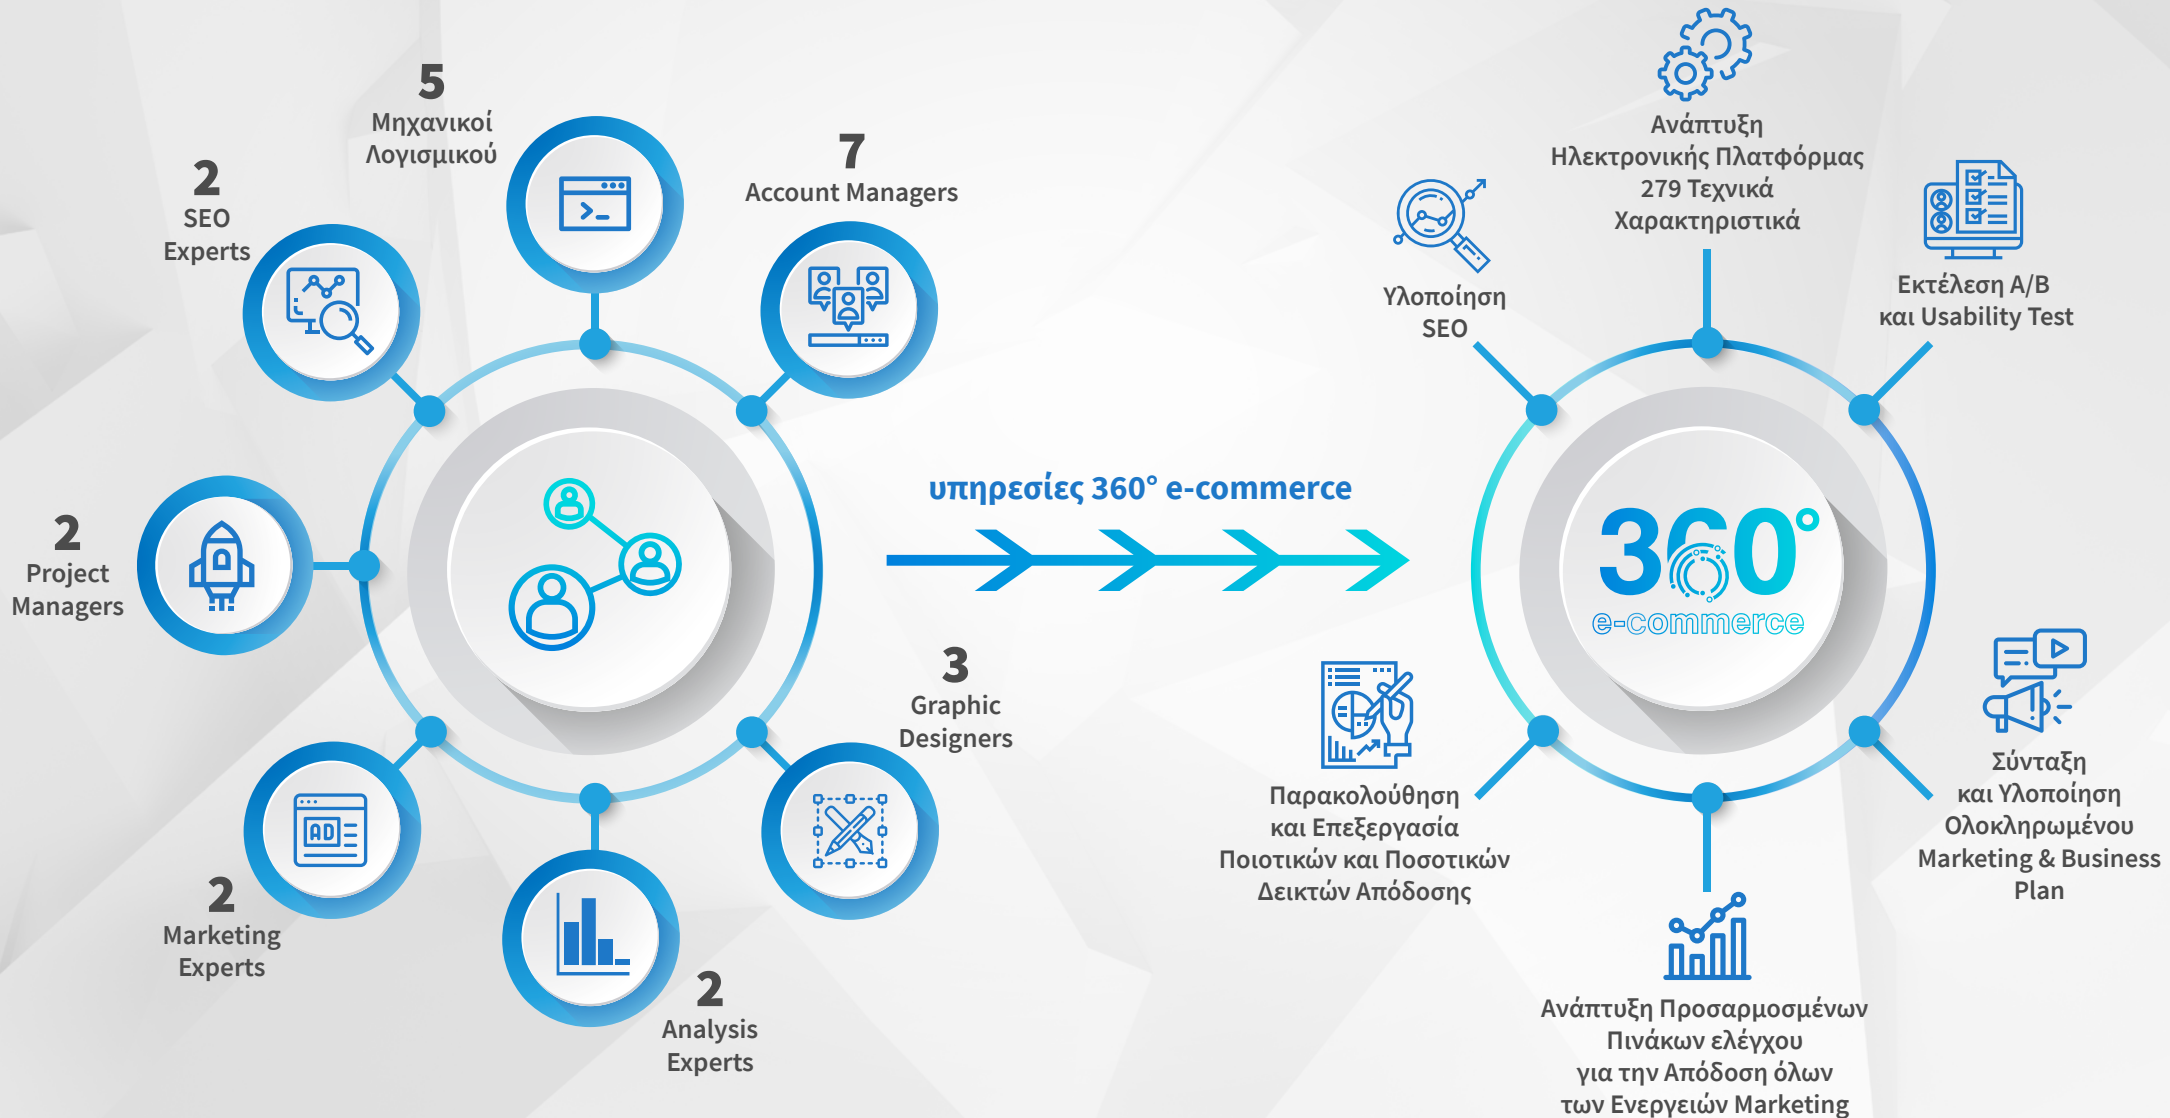 5
Μηχανικοί
Λογισμικού
7
Account Managers
2
SEO
Experts
2
Project
Managers
2
Marketing
Experts
2
Analysis
Experts
3
Graphic
Designers
AD
υπηρεσίες 360° e-commerce
Ανάπτυξη
Ηλεκτρονικής Πλατφόρμας
279 Τεχνικά
Χαρακτηριστικά
Υλοποίηση
SEO
Εκτέλεση A/B
και Usability Test
360°
e-commerce
Παρακολούθηση
και Επεξεργασία
Ποιοτικών και Ποσοτικών
Δεικτών Απόδοσης
Σύνταξη
και Υλοποίηση
Ολοκληρωμένου
Marketing & Business
Plan
Ανάπτυξη Προσαρμοσμένων
Πινάκων ελέγχου
για την Απόδοση όλων
των Ενεργειών Marketing